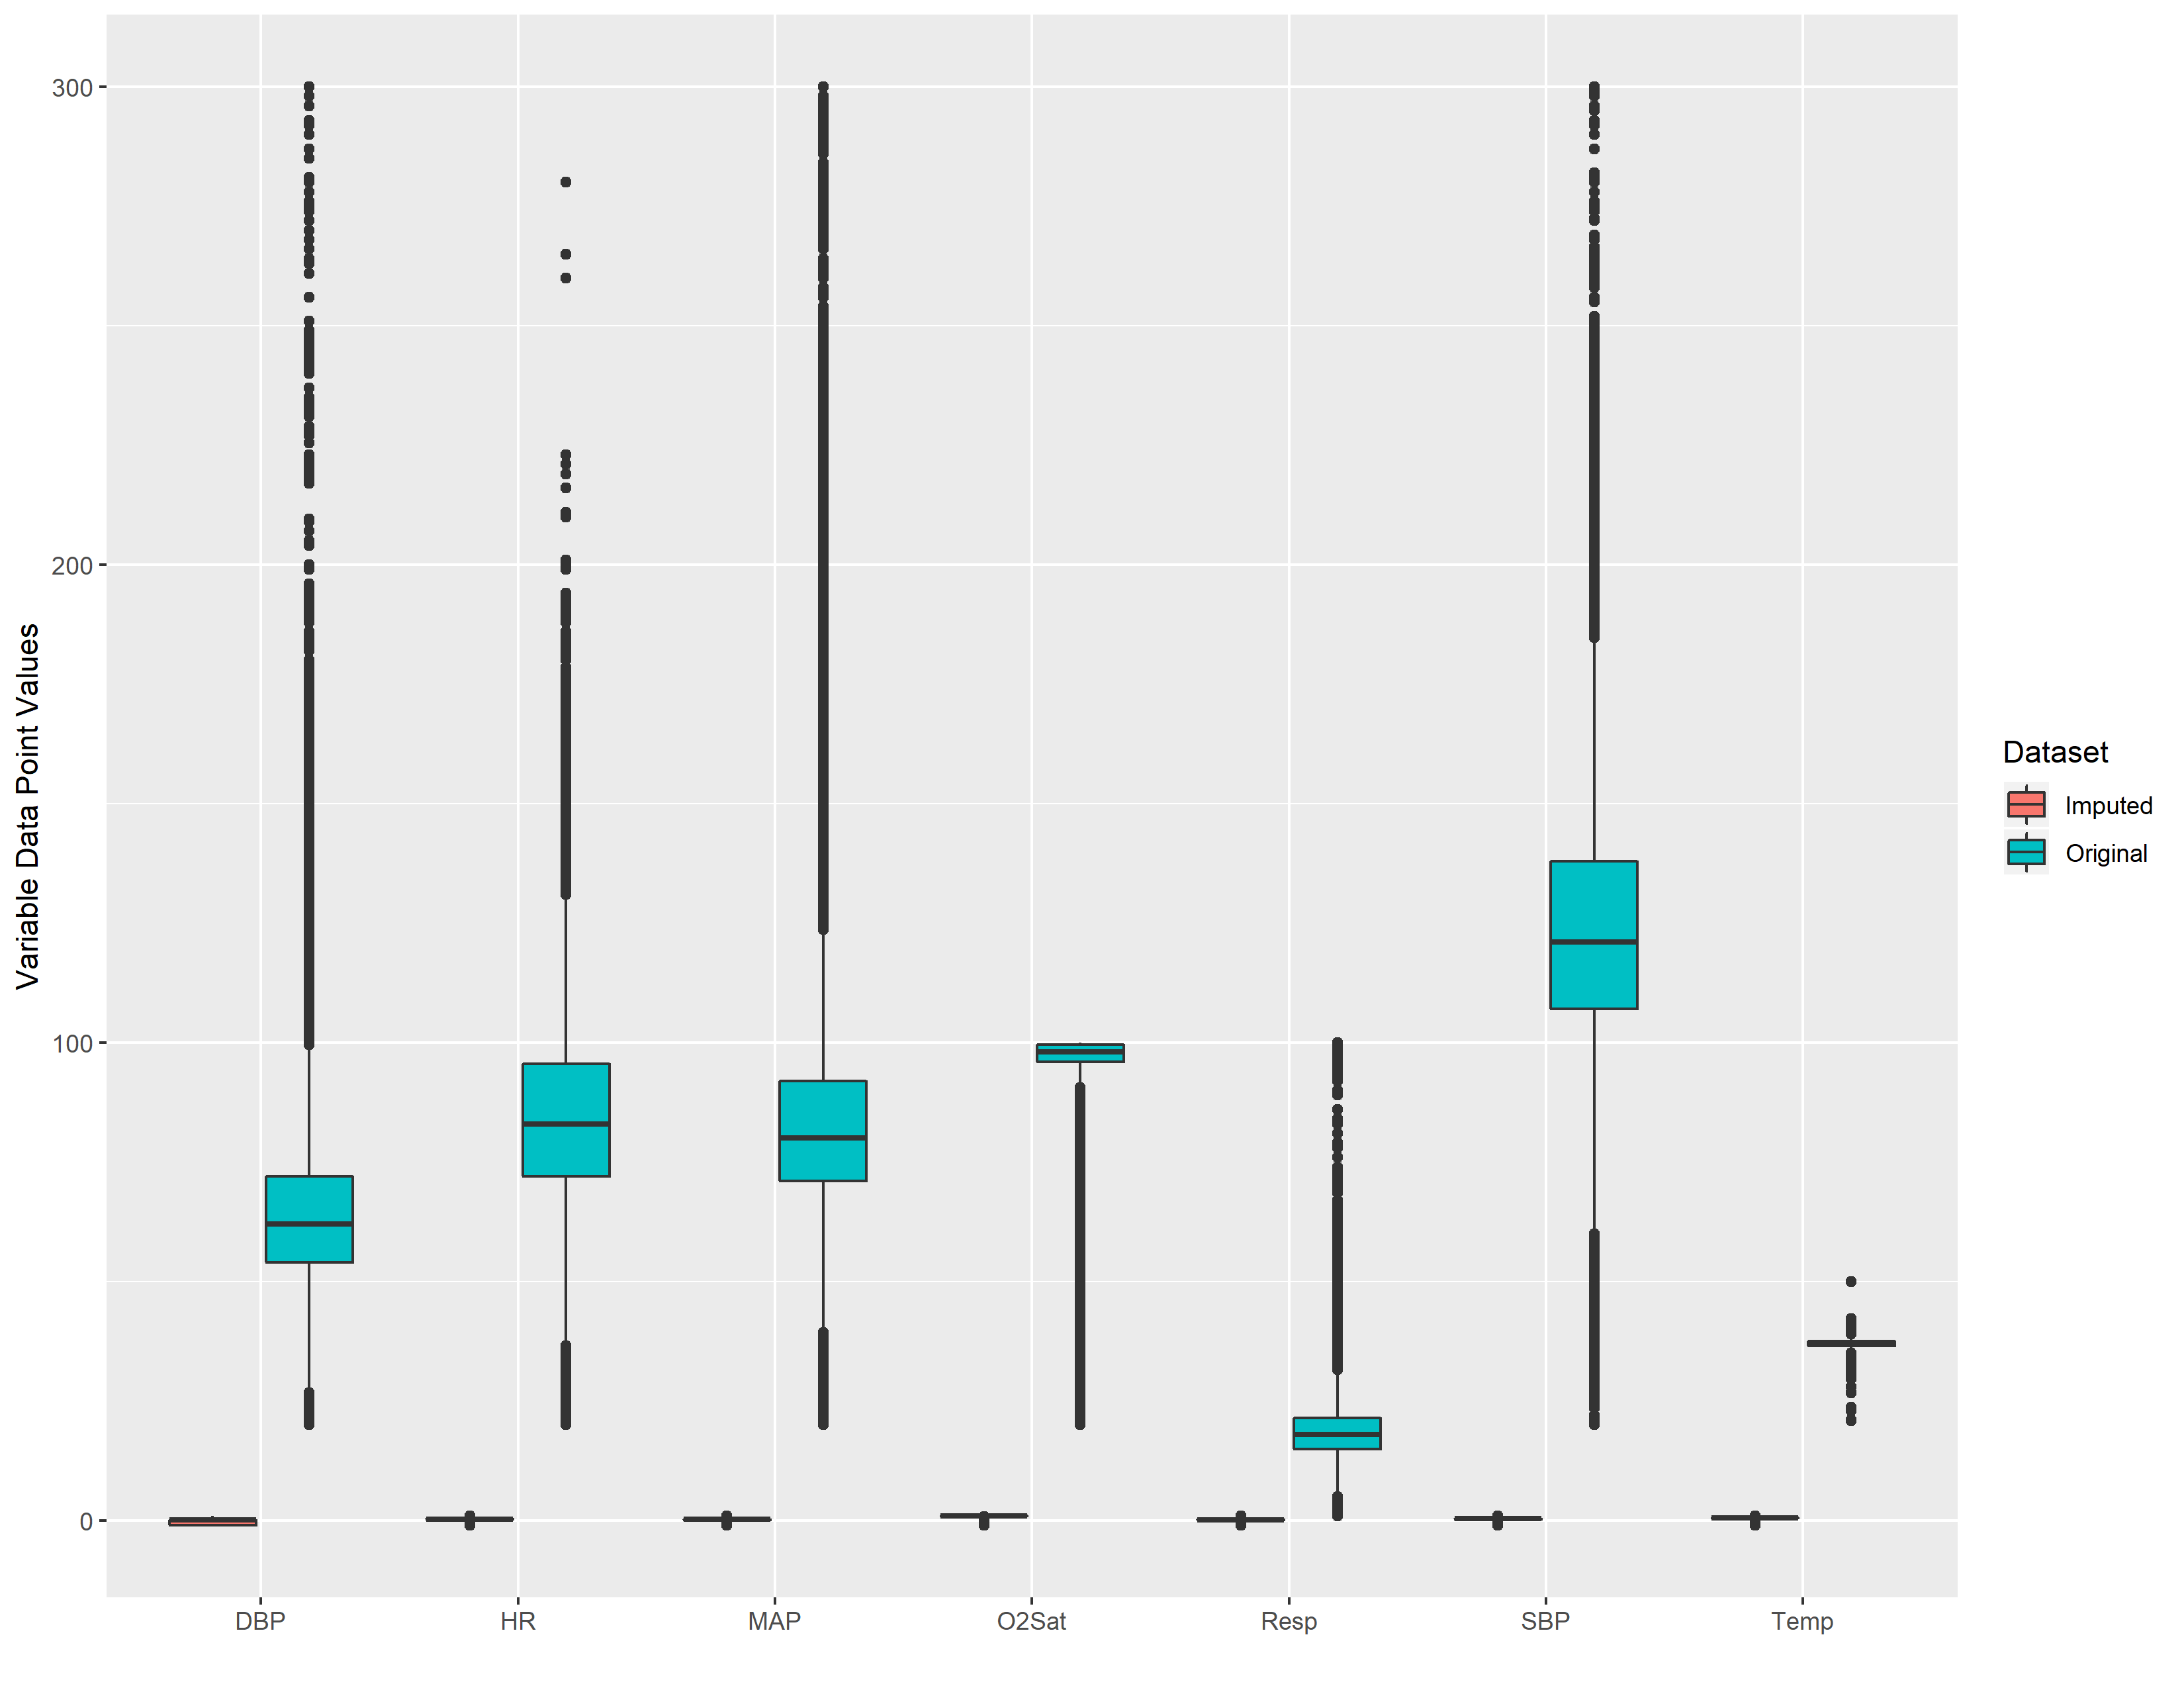 Variable Data Point Values
300
200
100
0
DBP HR MAP O2Sat Resp SBP Temp
Dataset
Imputed
Original